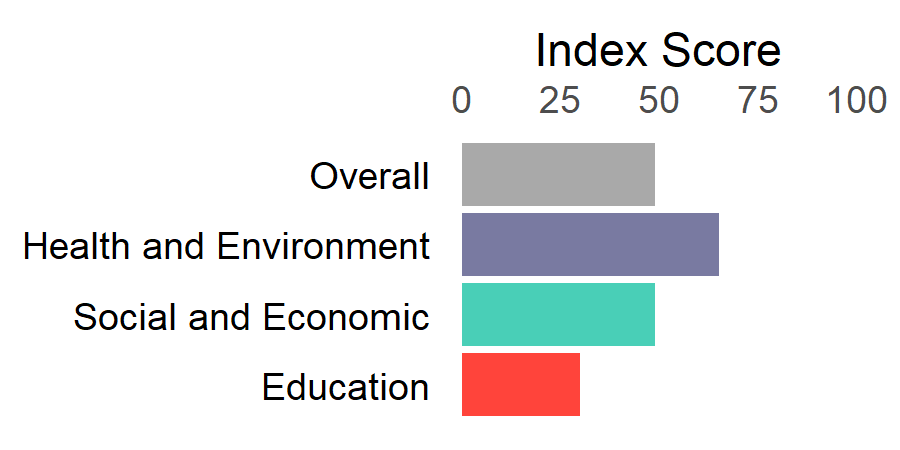 Index Score
0 25 50 75 100
Overall
Health and Environment
Social and Economic
Education